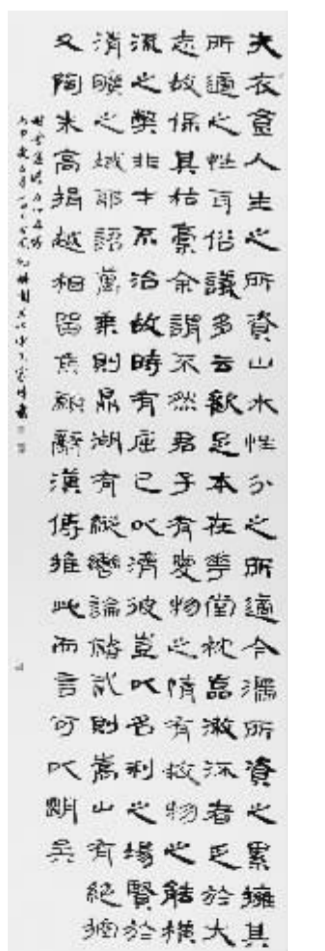 夫衣食人生之所資山水性分之所適今滯所資之累擁其
所適之性耳俗議多云歡足本在華堂枕嵓漱流者乏於大
志故保其枯槀余謂不然君子有愛物之情有救物之能橫
流之弊非才不治故時有屈己以濟彼豈以名利之場賢於
清曠之域耶語萬乘則鼎湖有縱轡論儲貳則嵩山有絕控
又陶朱高揖越相留侯願辭漢傅推此而言可以明矣